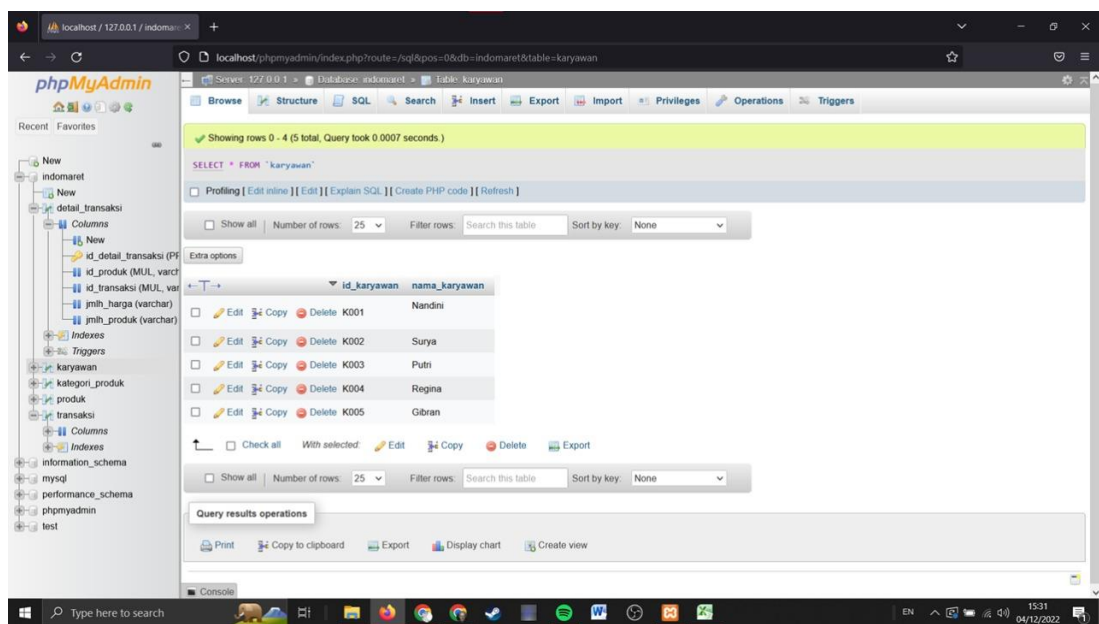 localhost / 127.0.0.1 / indomare
localhost/phpmyadmin/index.php?route=/sql&pos=0&db=indomaret&table=karyawan
phpMyAdmin
Recent Favorites
New
indomaret
New
detail_transaksi
Columns
New
id_detail_transaksi (PF
id_produk (MUL, varch
id_transaksi (MUL, var
jmlh_harga (varchar)
jmlh_produk (varchar)
Indexes
Triggers
karyawan
kategori_produk
produk
transaksi
Columns
Indexes
information_schema
mysql
performance_schema
phpmyadmin
test
Server: 127.0.0.1 » Database: indomaret » Table: karyawan
Browse Structure SQL Search Insert Export Import Privileges Operations Triggers
Showing rows 0 - 4 (5 total, Query took 0.0007 seconds.)
SELECT * FROM `karyawan`
Profiling [ Edit inline ] [ Edit ] [ Explain SQL ] [ Create PHP code ] [ Refresh ]
Show all | Number of rows: 25 Filter rows: Search this table Sort by key: None
Extra options
←T→ id_karyawan nama_karyawan
Edit Copy Delete K001 Nandini
Edit Copy Delete K002 Surya
Edit Copy Delete K003 Putri
Edit Copy Delete K004 Regina
Edit Copy Delete K005 Gibran
Check all With selected: Edit Copy Delete Export
Show all | Number of rows: 25 Filter rows: Search this table Sort by key: None
Query results operations
Print Copy to clipboard Export Display chart Create view
Console
Type here to search
EN
15:31
04/12/2022